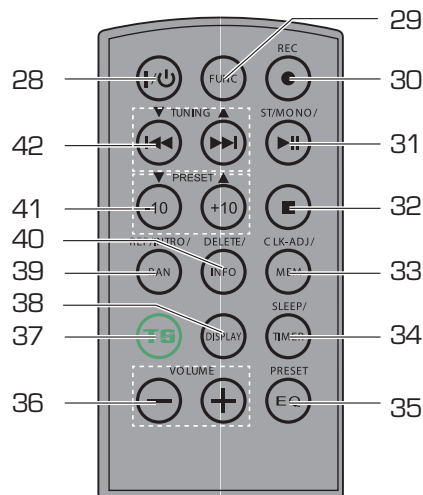 29
REC
28
I/
FUNC
30
TUNING
ST/MONO/
42
31
PRESET
41
-10
+10
32
40
REP/INTRO/
DELETE/
CLK-ADJ/
39
RAN
INFO
MEM
33
38
SLEEP/
37
TS
DISPLAY
TIMER
34
VOLUME
PRESET
36
EQ
35